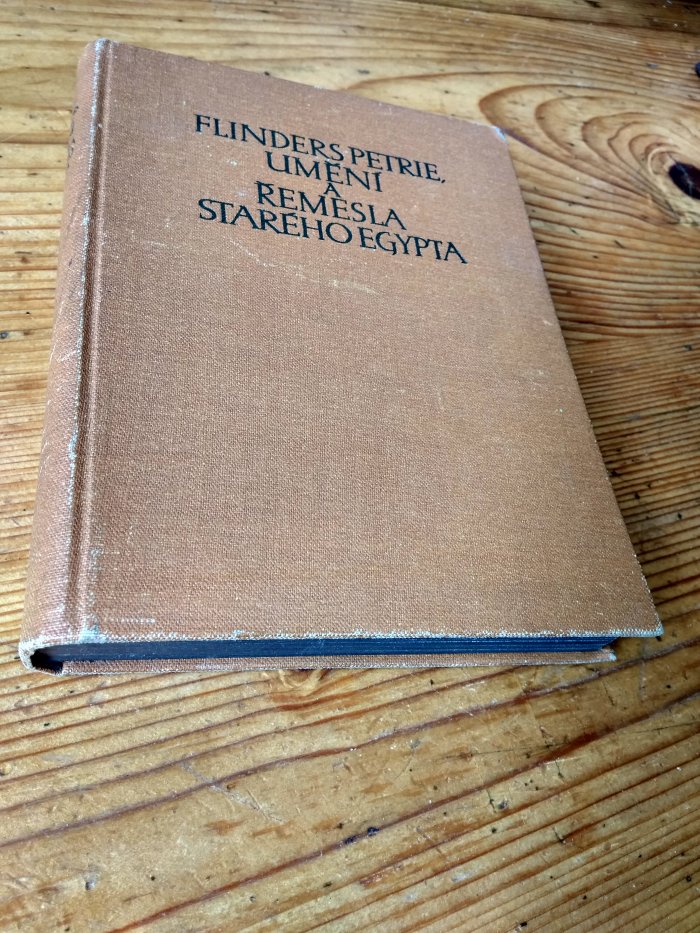 FLINDERS PETRIE,
UMĚNÍ
A
ŘEMESLA
STARÉHO EGYPTA